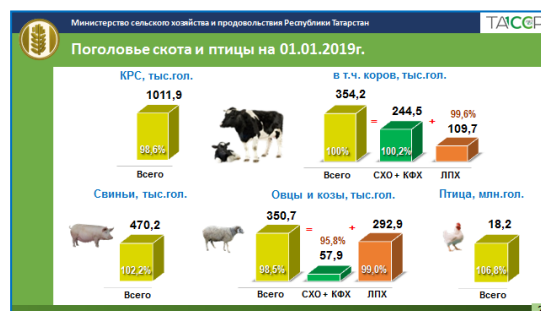 Министерство сельского хозяйства и продовольствия Республики Татарстан
Поголовье скота и птицы на 01.01.2019г.
КРС, тыс.гол.
1011,9
98,6%
Всего
в т.ч. коров, тыс.гол.
354,2
=
244,5
+
99,6%
109,7
100%
100,2%
Всего
СХО + КФХ
ЛПХ
Свиньи, тыс.гол.
470,2
102,2%
Всего
Овцы и козы, тыс.гол.
350,7
=
+
292,9
95,8%
57,9
98,5%
99,0%
Всего
СХО + КФХ
ЛПХ
Птица, млн.гол.
18,2
106,8%
Всего